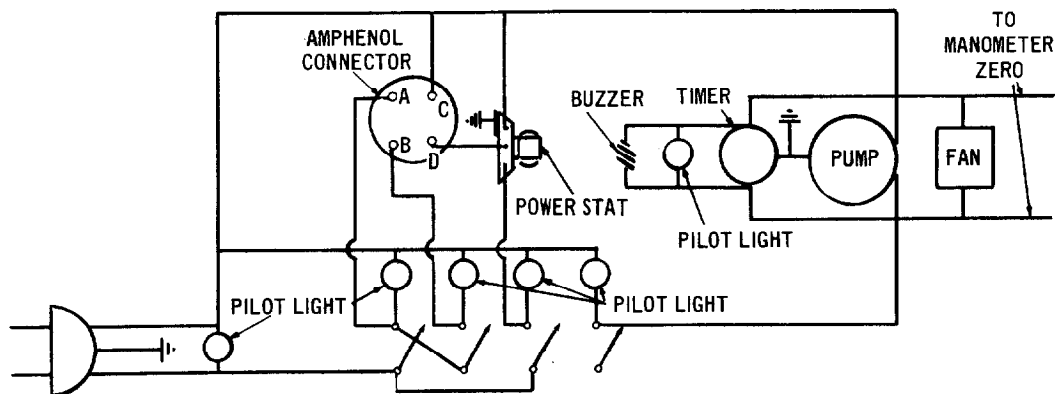 TO
MANOMETER
ZERO
AMPHENOL
CONNECTOR
A
C
B
D
BUZZER
TIMER
PUMP
FAN
POWER STAT
PILOT LIGHT
PILOT LIGHT
PILOT LIGHT